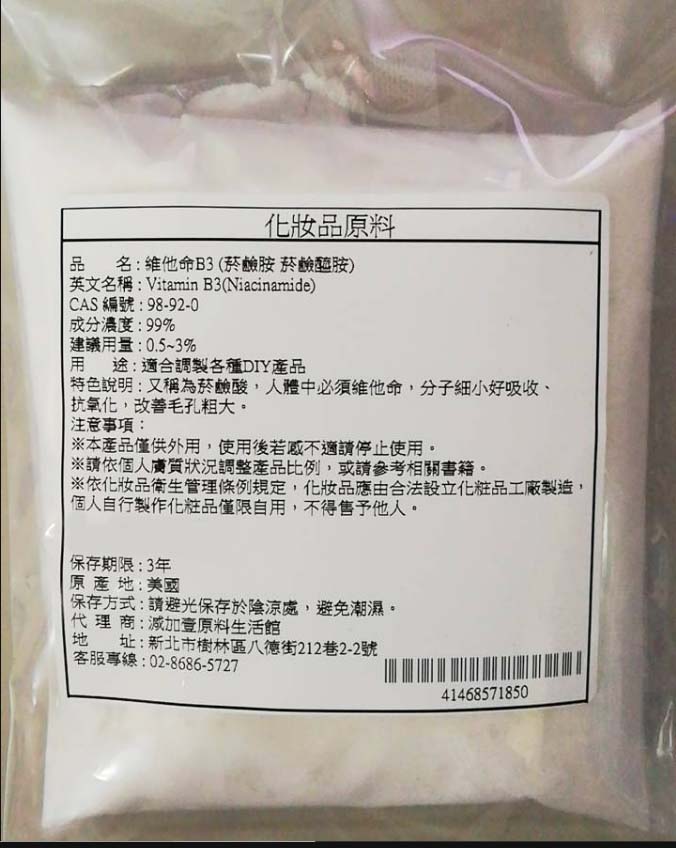 化妝品原料
品 名:維他命B3 (菸鹼胺 菸鹼醯胺)
英文名稱:Vitamin B3(Niacinamide)
CAS 編號:98-92-0
成分濃度:99%
建議用量:0.5~3%
用 途:適合調製各種DIY產品
特色說明:又稱為菸鹼酸,人體中必須維他命,分子細小好吸收、
抗氧化,改善毛孔粗大。
注意事項:
※本產品僅供外用,使用後若感不適請停止使用。
※請依個人膚質狀況調整產品比例,或請參考相關書籍。
※依化妝品衛生管理條例規定,化妝品應由合法設立化粧品工廠製造,
個人自行製作化粧品僅限自用,不得售予他人。
保存期限:3年
原 產 地:美國
保存方式:請避光保存於陰涼處,避免潮濕。
代 理 商:減加壹原料生活館
地 址:新北市樹林區八德街212巷2-2號
客服專線:02-8686-5727
41468571850